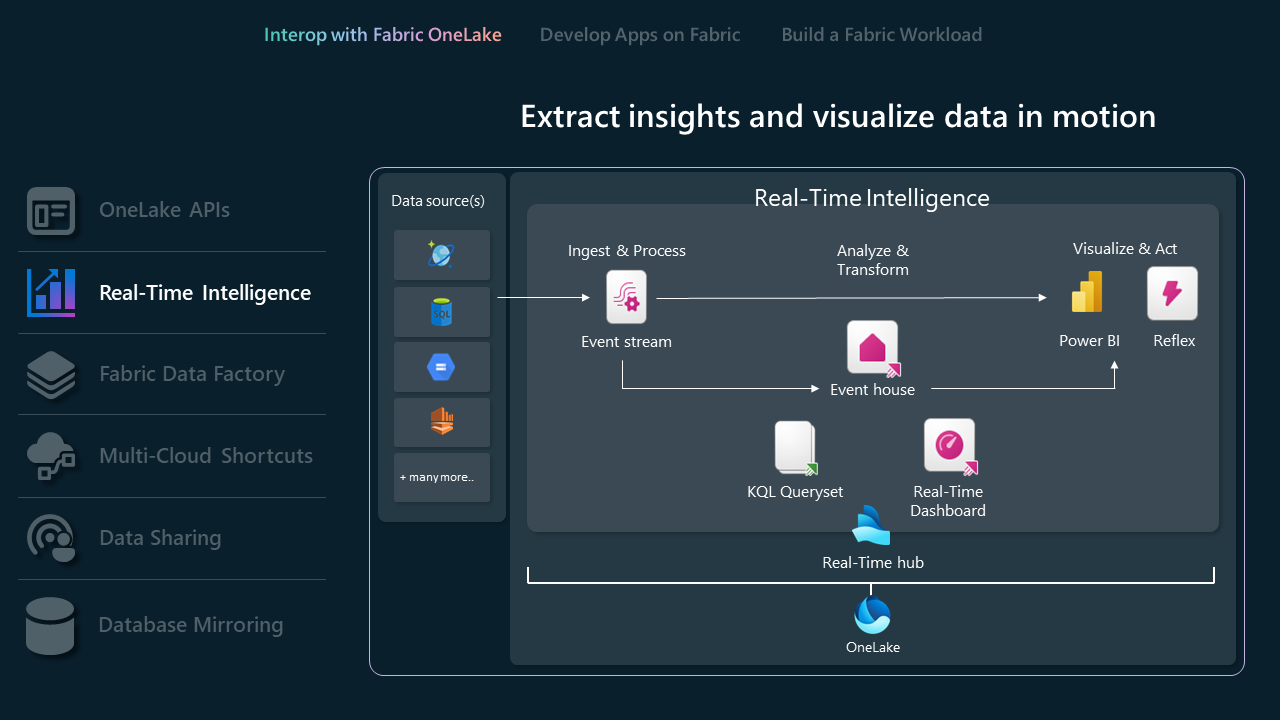 Interop with Fabric OneLake
Develop Apps on Fabric
Build a Fabric Workload
Extract insights and visualize data in motion
OneLake APIs
Real-Time Intelligence
Fabric Data Factory
Multi-Cloud Shortcuts
Data Sharing
Database Mirroring
Data source(s)
SQL
+ many more..
Real-Time Intelligence
Ingest & Process
Event stream
Analyze &
Transform
Event house
Visualize & Act
Power BI
Reflex
KQL Queryset
Real-Time
Dashboard
Real-Time hub
OneLake